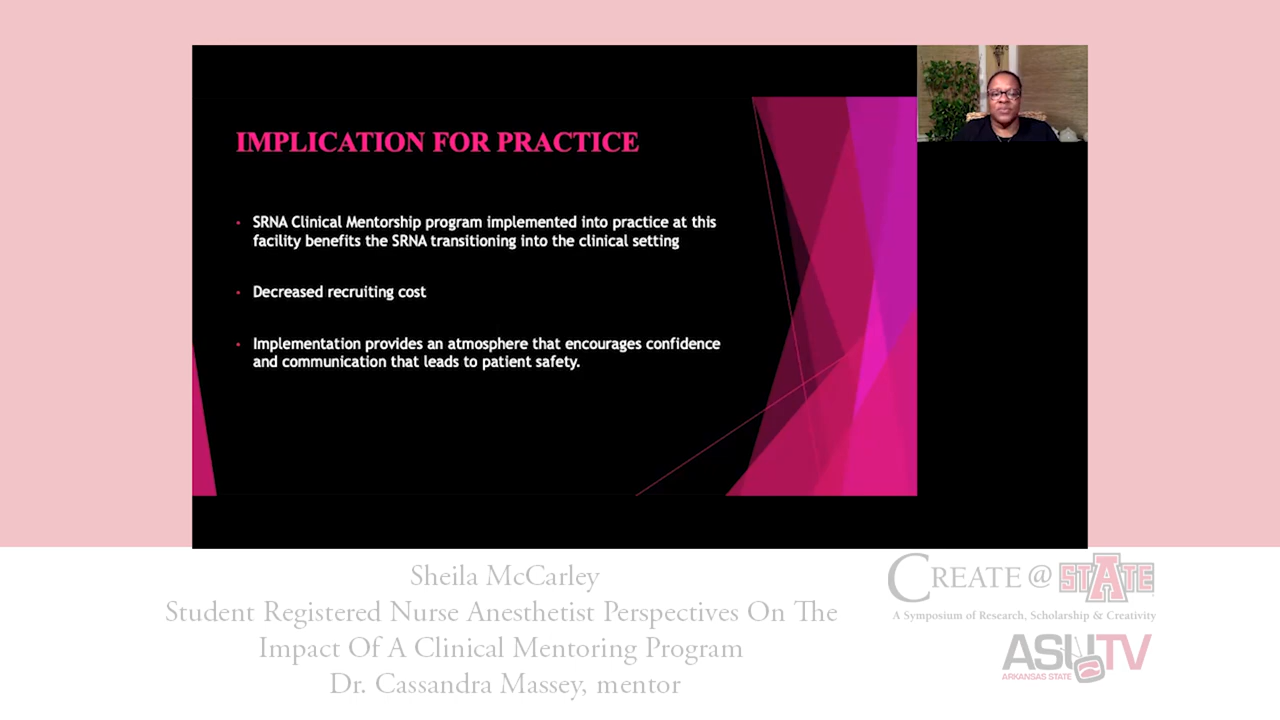 IMPLICATION FOR PRACTICE
• SRNA Clinical Mentorship program implemented into practice at this
facility benefits the SRNA transitioning into the clinical setting
• Decreased recruiting cost
• Implementation provides an atmosphere that encourages confidence
and communication that leads to patient safety.
Sheila McCarley
Student Registered Nurse Anesthetist Perspectives On The
Impact Of A Clinical Mentoring Program
Dr. Cassandra Massey, mentor
CREATE @ STATE
A Symposium of Research, Scholarship & Creativity
ASUTV
ARKANSAS STATE